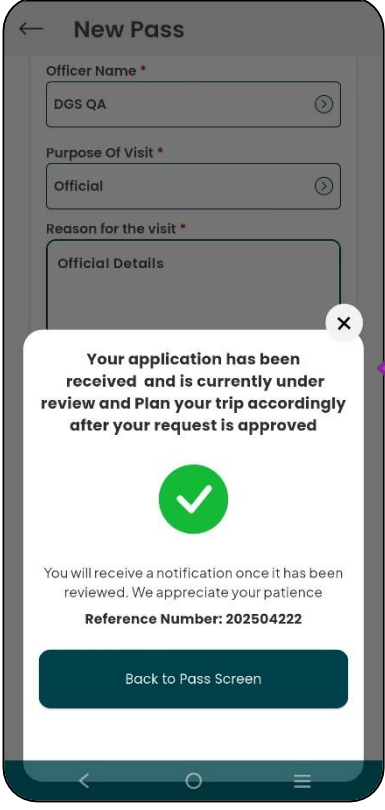 New Pass
Officer Name *
DGS QA
Purpose Of Visit *
Official
Reason for the visit *
Official Details
Your application has been
received and is currently under
review and Plan your trip accordingly
after your request is approved
You will receive a notification once it has been
reviewed. We appreciate your patience
Reference Number: 202504222
Back to Pass Screen